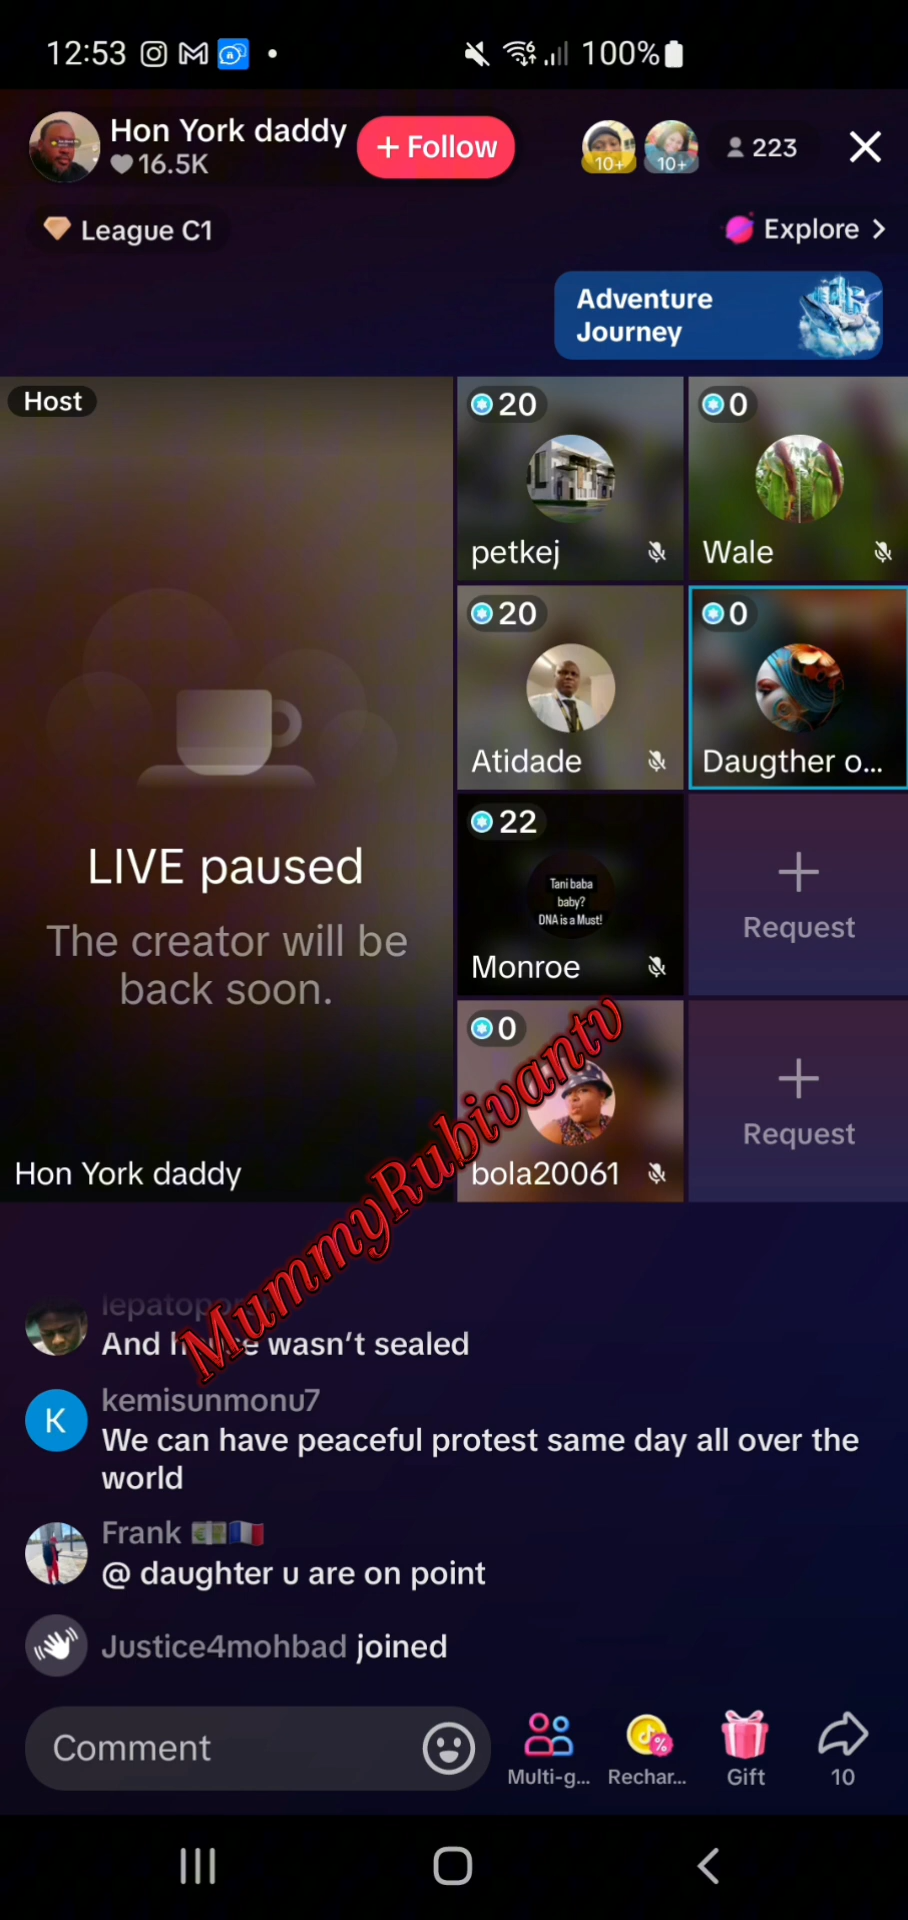 12:53
100%
Hon York daddy
+ Follow
16.5K
10+
10+
223
League C1
Explore >
Adventure
Journey
Host
20
petkej
0
Wale
20
Atidade
0
Daugther o...
LIVE paused
The creator will be
back soon.
22
Tani baba
baby?
DNA is a Must!
Monroe
Request
0
bola20061
Request
Hon York daddy
MummyRubivantv
And house wasn't sealed
kemisunmonu7
We can have peaceful protest same day all over the
world
Frank
@ daughter u are on point
Justice4mohbad joined
Comment
Multi-g...
Rechar...
Gift
10